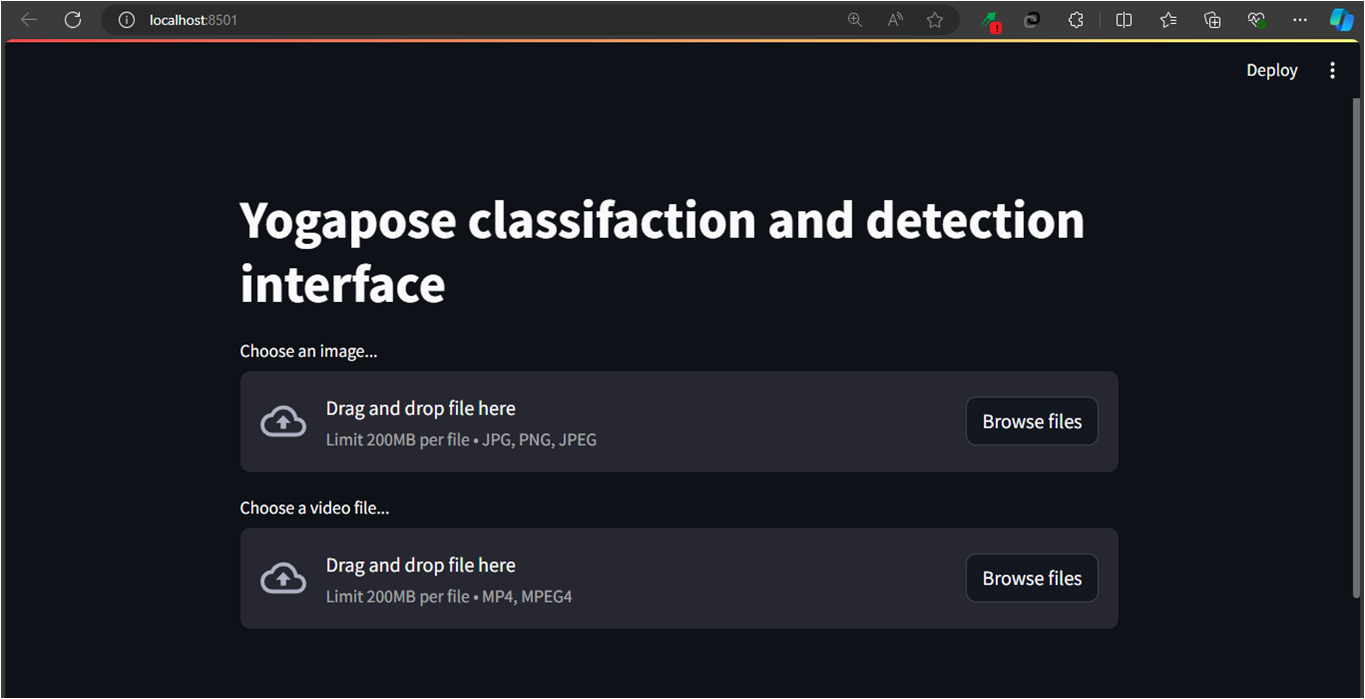 localhost:8501
Deploy
Yogapose classifaction and detection
interface
Choose an image...
Drag and drop file here
Limit 200MB per file • JPG, PNG, JPEG
Browse files
Choose a video file...
Drag and drop file here
Limit 200MB per file • MP4, MPEG4
Browse files